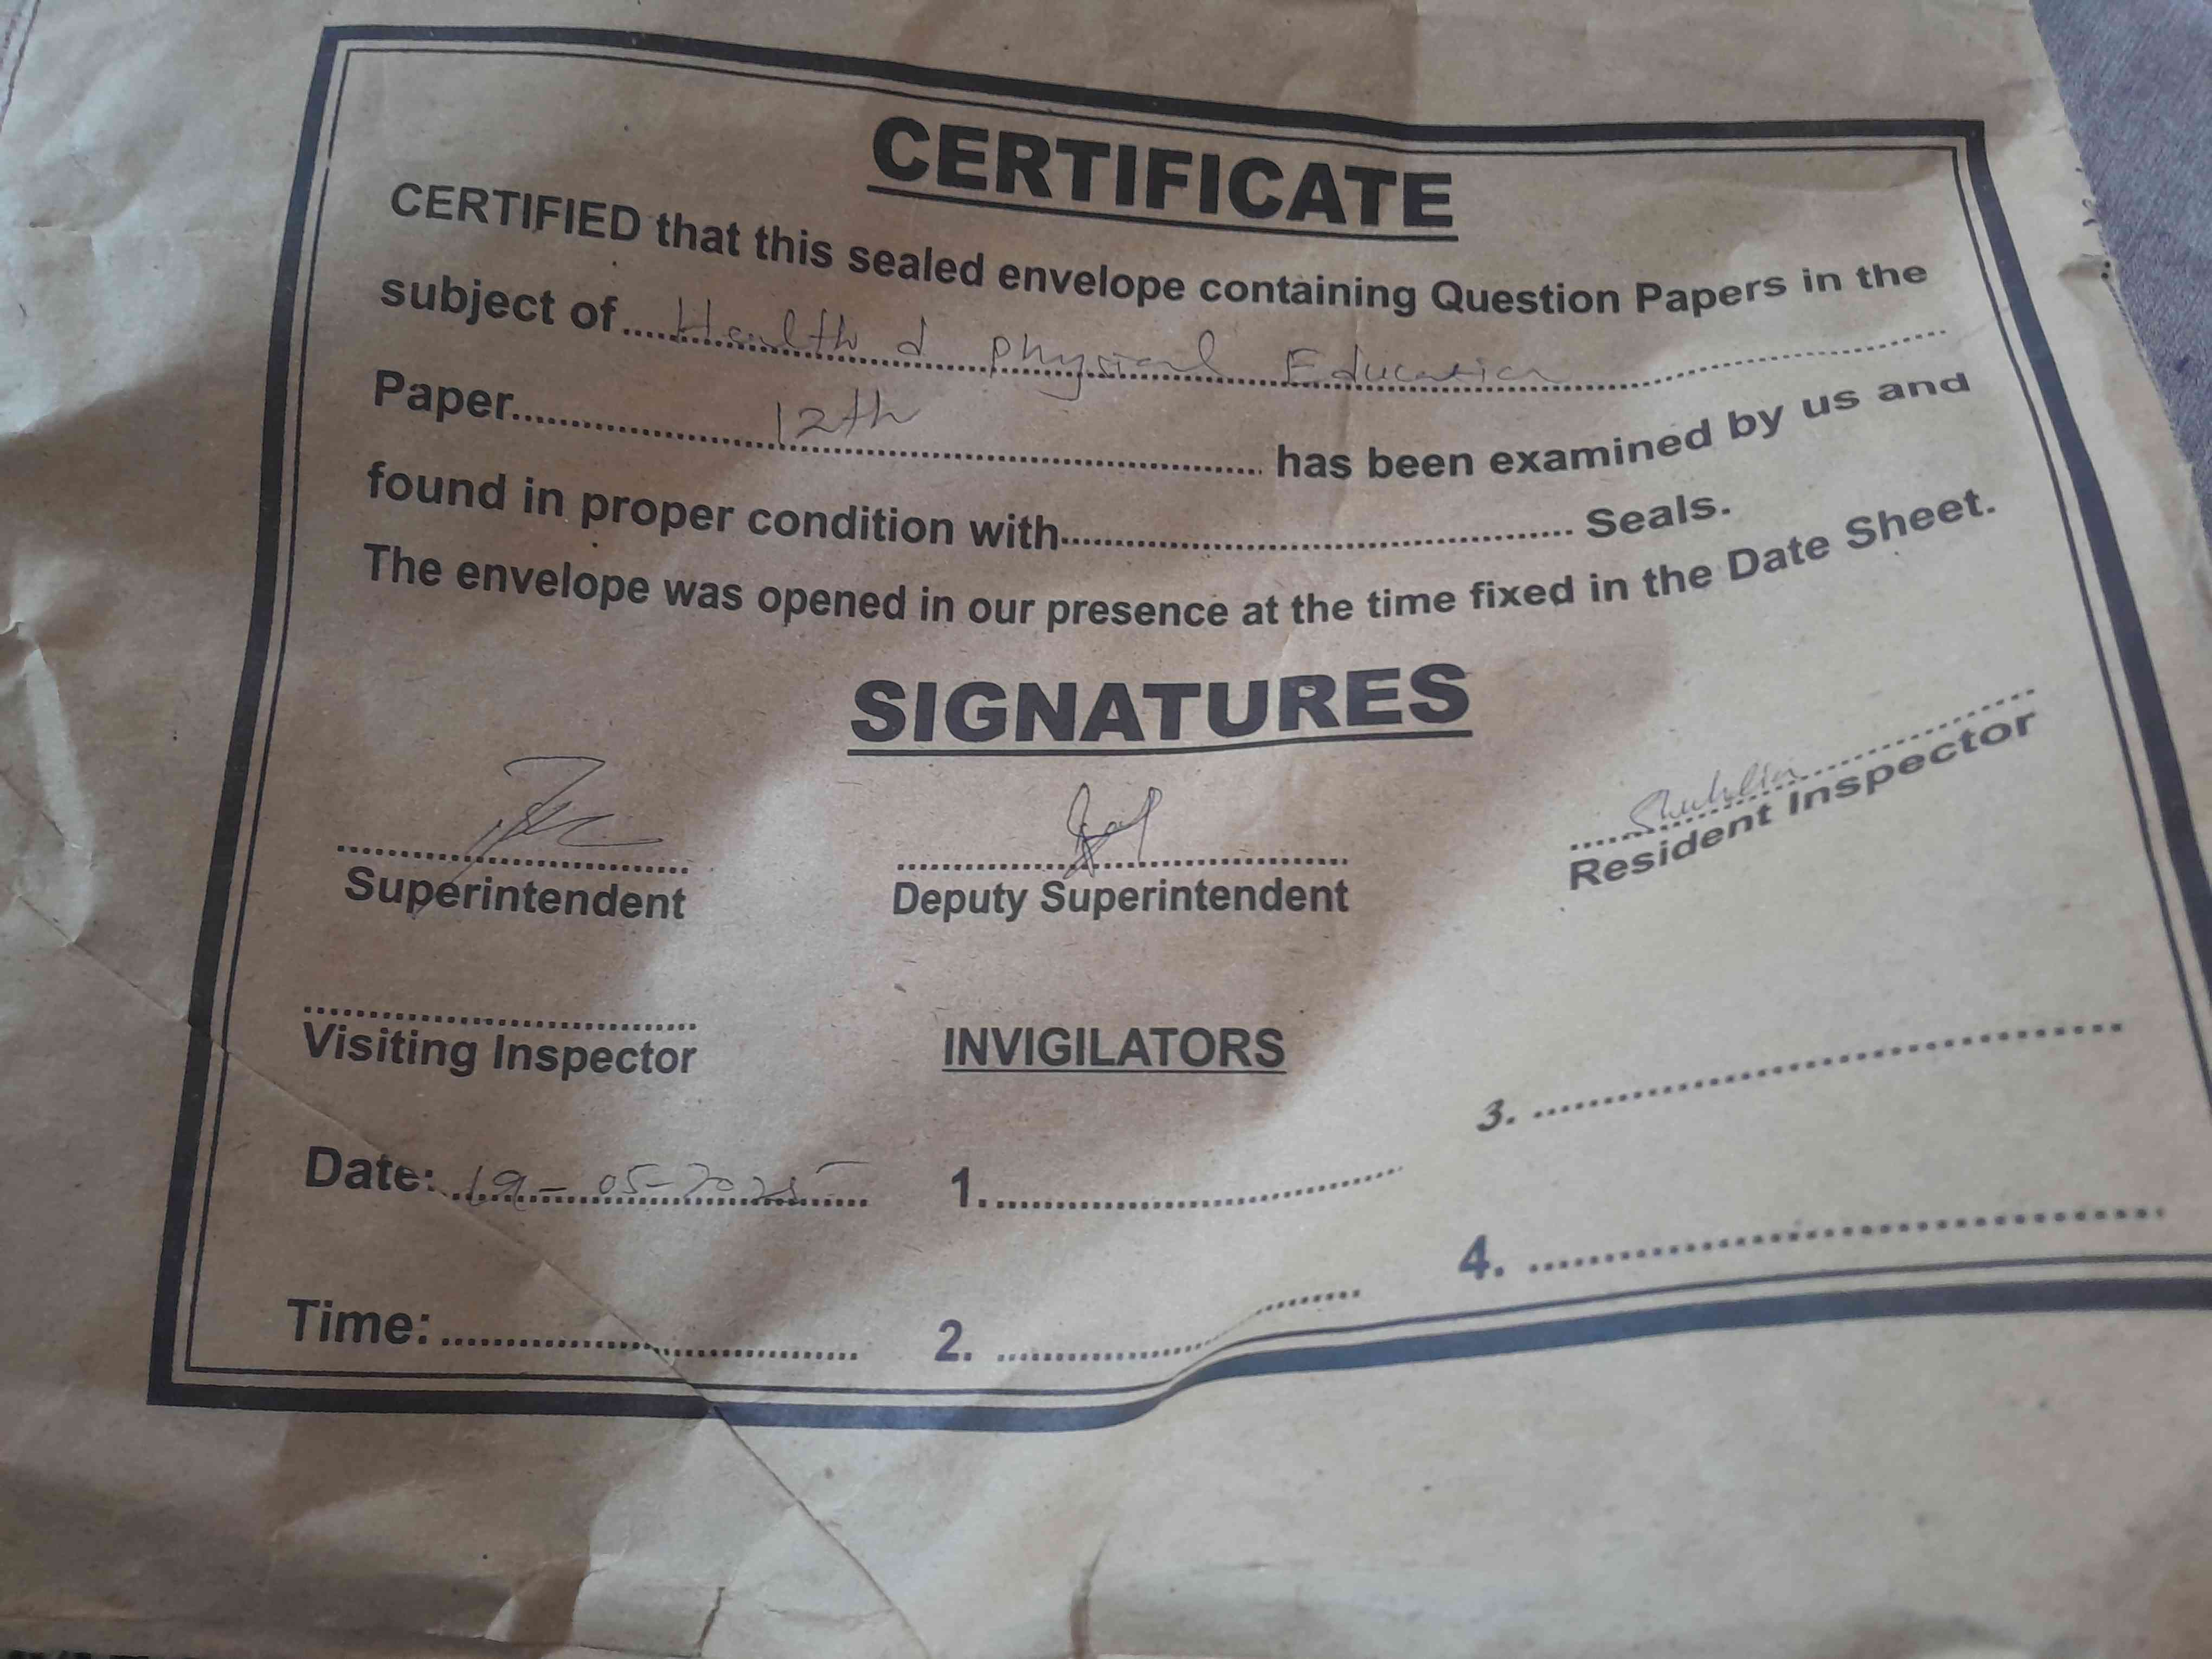 CERTIFICATE
CERTIFIED that this sealed envelope containing Question Papers in the
subject of Health & Physical Education
Paper 12th has been examined by us and
found in proper condition with Seals.
The envelope was opened in our presence at the time fixed in the Date Sheet.
SIGNATURES
Superintendent Deputy Superintendent Resident Inspector
Visiting Inspector INVIGILATORS
3.
Date: 19-05-2025 1.
4.
Time: 2.